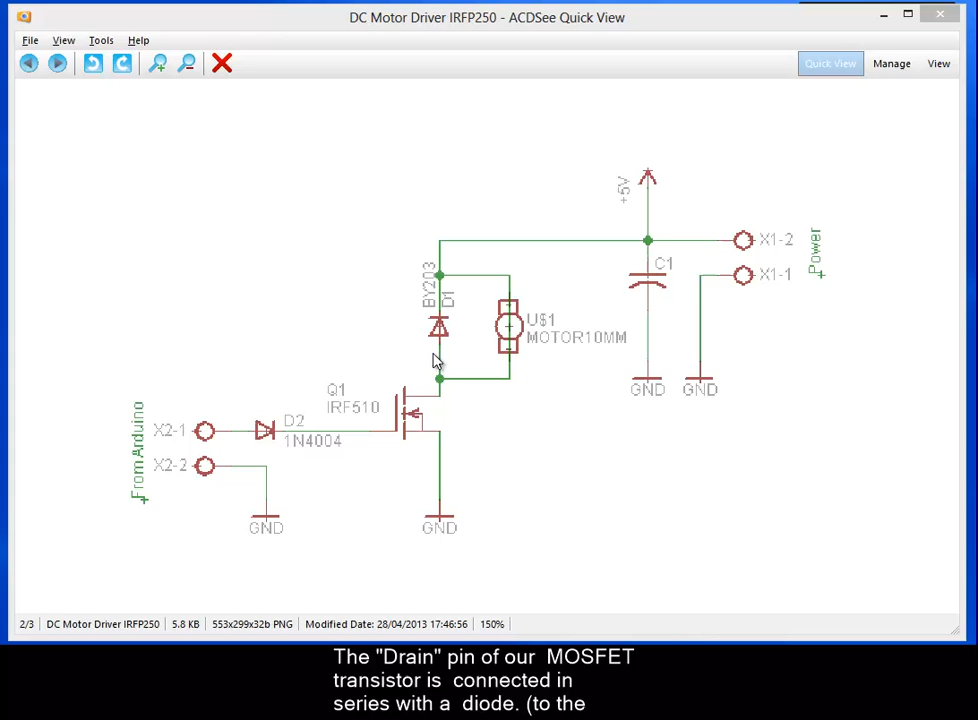 DC Motor Driver IRFP250 - ACDSee Quick View
File View Tools Help
Quick View Manage View
+5V
X1-2
Power
C1
X1-1
BY203
D1
U$1
MOTOR10MM
GND GND
Q1
IRF510
From Arduino
X2-1
D2
1N4004
X2-2
GND GND
2/3 DC Motor Driver IRFP250 5.8 KB 553x299x32b PNG Modified Date: 28/04/2013 17:46:56 150%
The "Drain" pin of our MOSFET
transistor is connected in
series with a diode. (to the